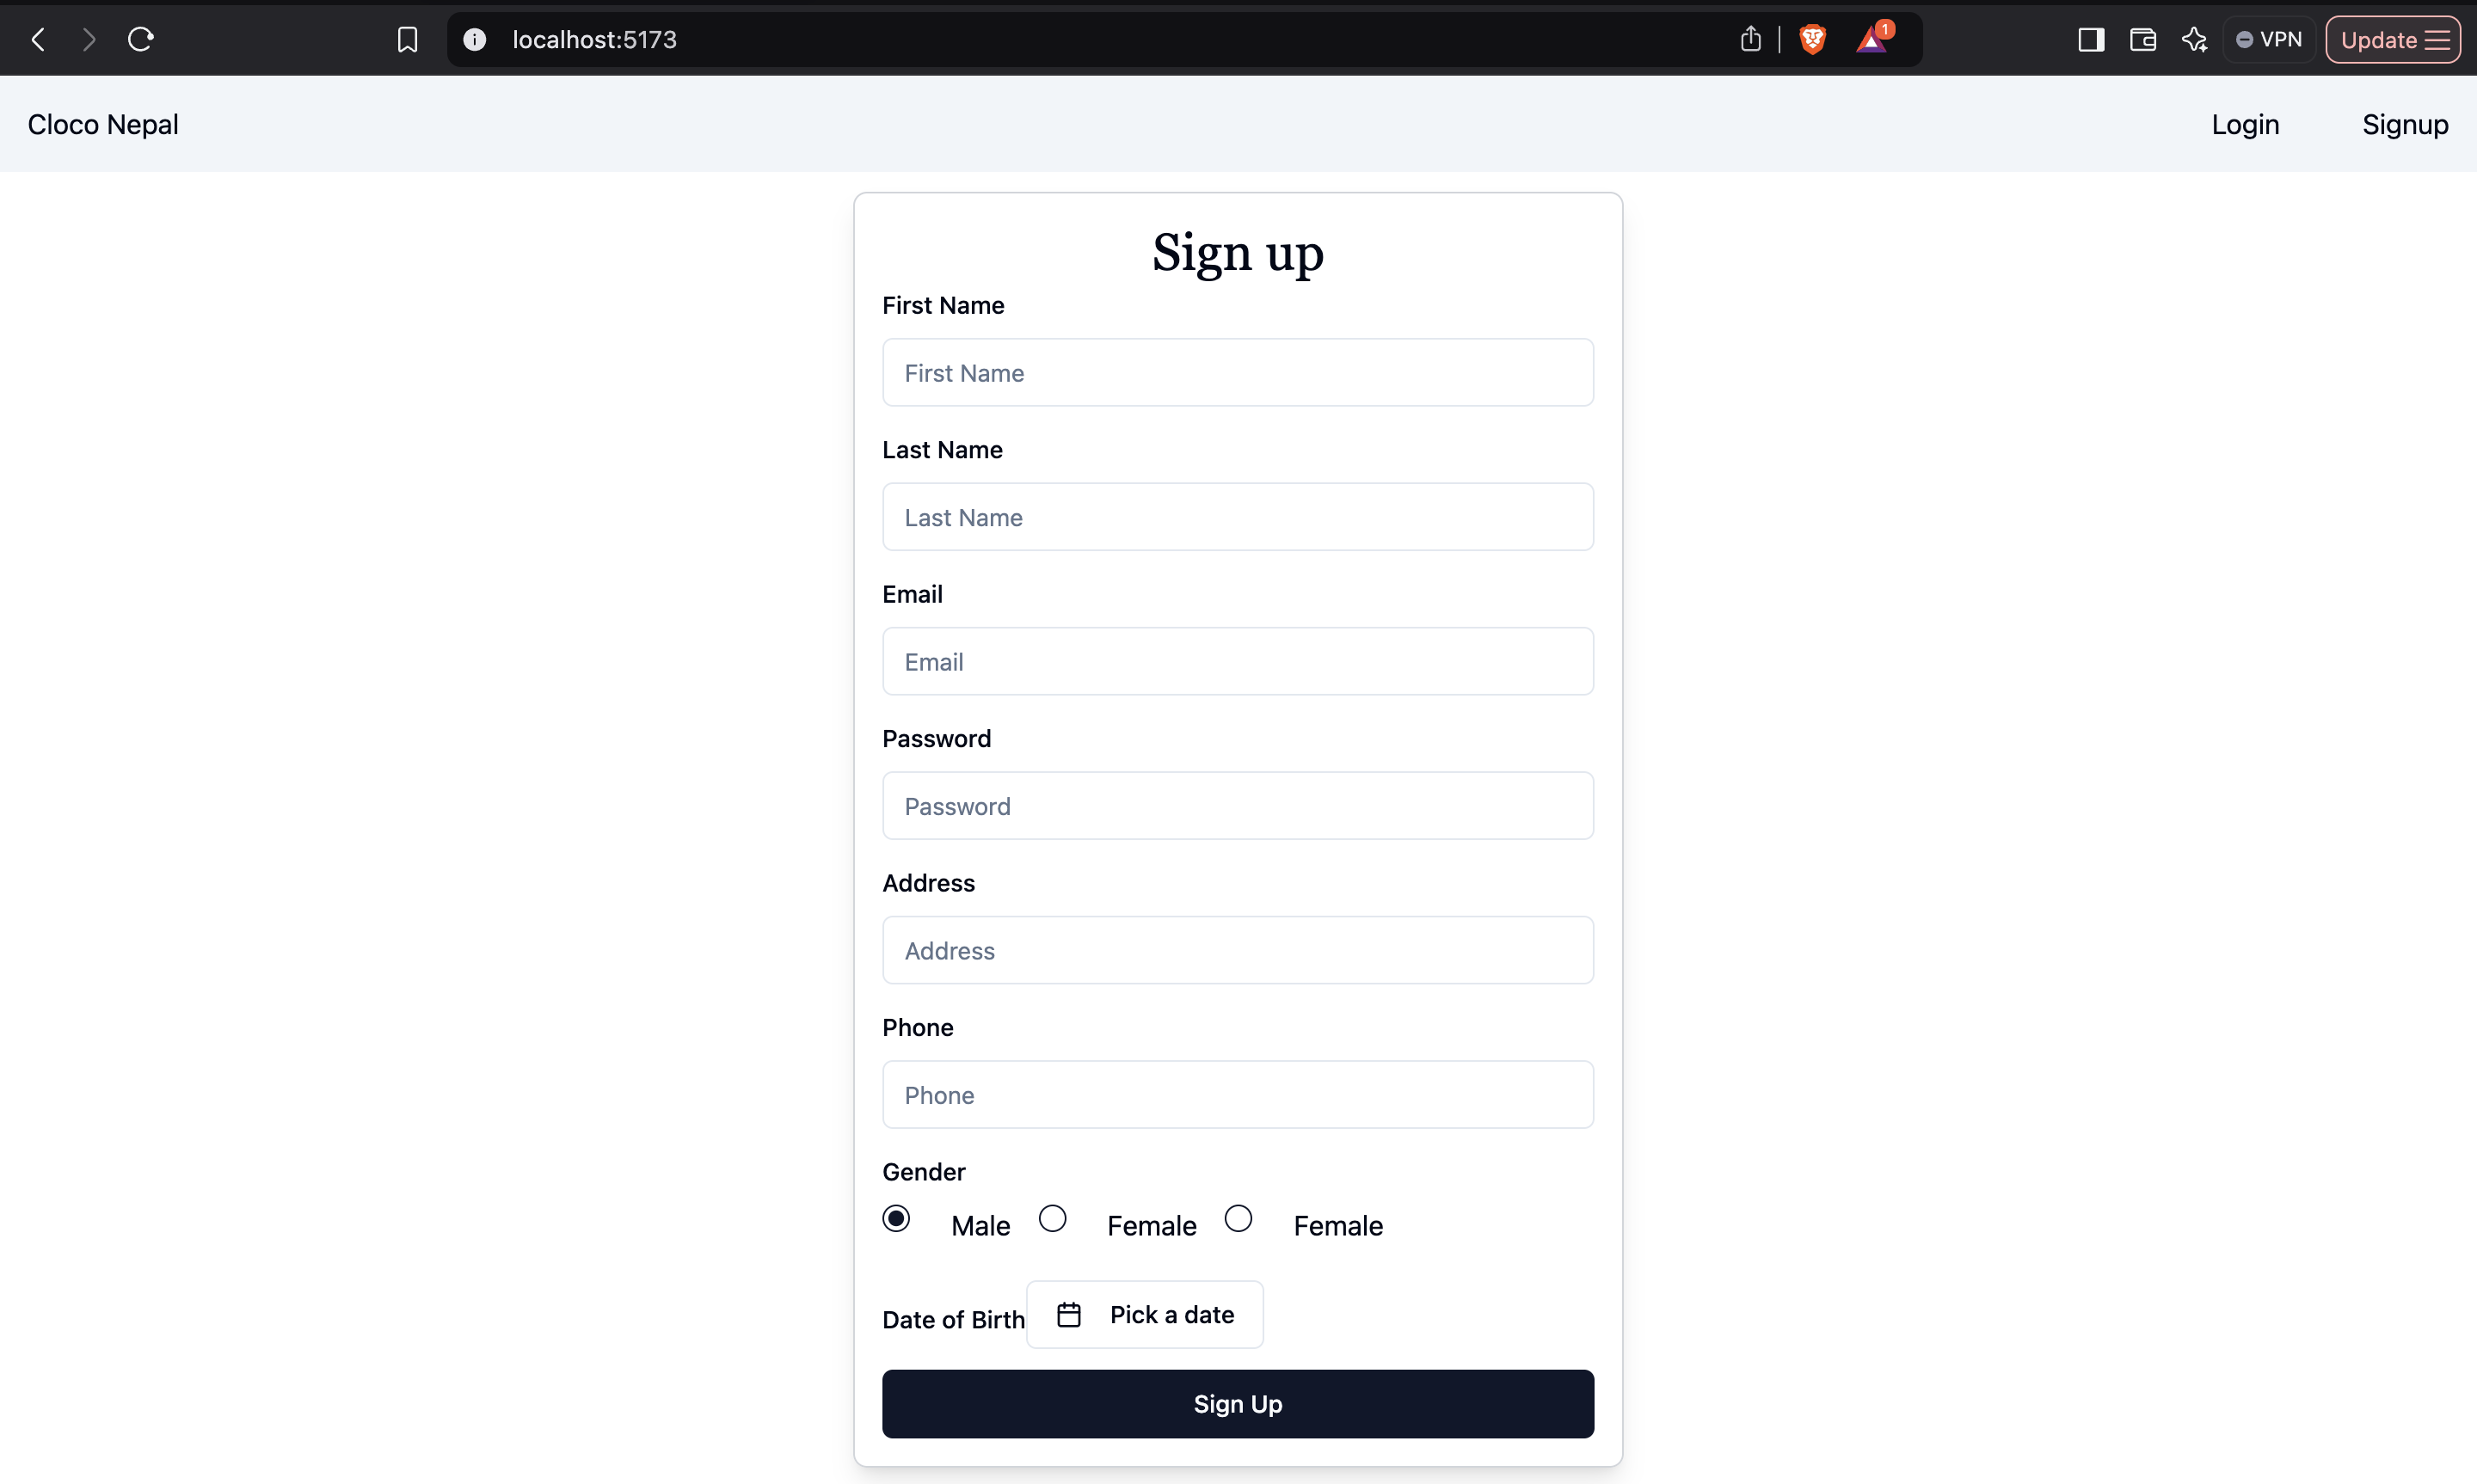 localhost:5173
1
VPN
Update
Cloco Nepal
Login
Signup
Sign up
First Name
First Name
Last Name
Last Name
Email
Email
Password
Password
Address
Address
Phone
Phone
Gender
Male Female Female
Date of Birth Pick a date
Sign Up